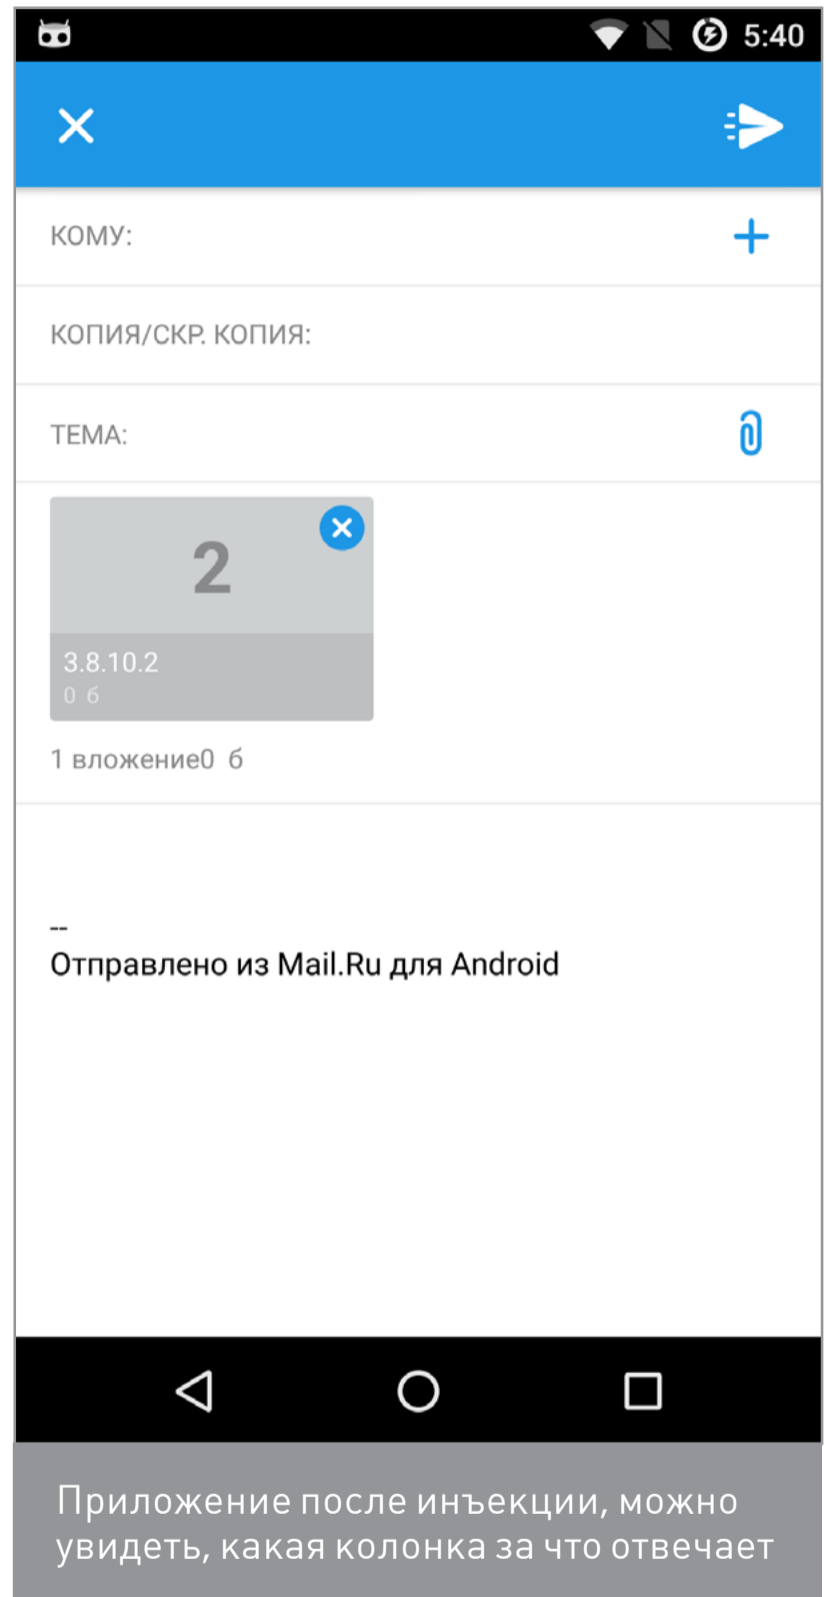 5:40
КОМУ:
КОПИЯ/СКР. КОПИЯ:
ТЕМА:
2
3.8.10.2
0 б
1 вложение0 б
--
Отправлено из Mail.Ru для Android
Приложение после инъекции, можно
увидеть, какая колонка за что отвечает